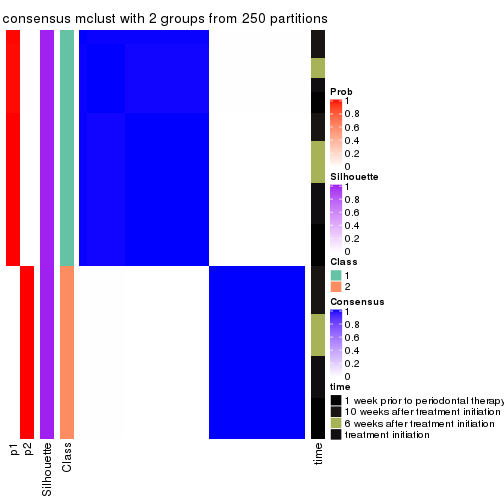 consensus mclust with 2 groups from 250 partitions
Prob
1
0.8
0.6
0.4
0.2
0
Silhouette
1
0.8
0.6
0.4
0.2
0
Class
1
2
Consensus
1
0.8
0.6
0.4
0.2
0
time
1 week prior to periodontal therapy
10 weeks after treatment initiation
6 weeks after treatment initiation
treatment initiation
p1
p2
Silhouette
Class
time